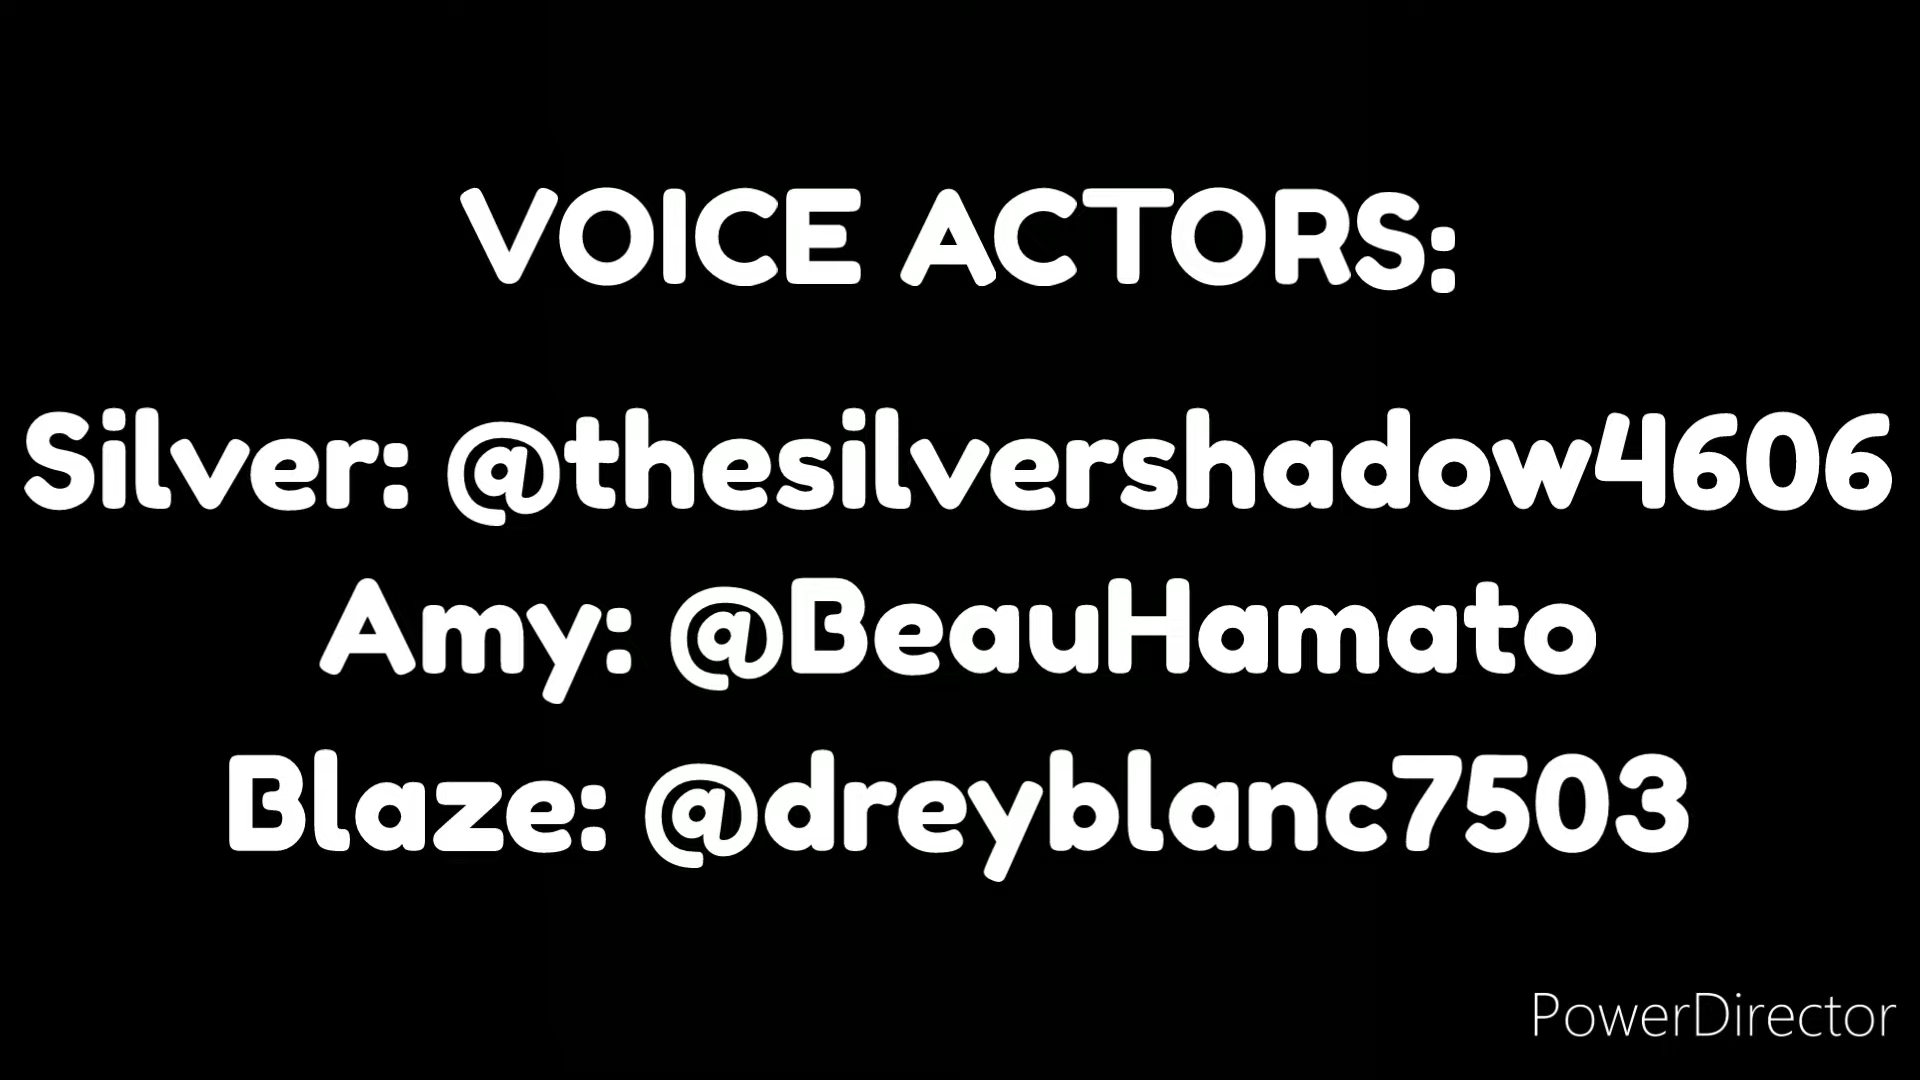 VOICE ACTORS:
Silver: @thesilvershadow4606
Amy: @BeauHamato
Blaze: @dreyblanc7503
PowerDirector